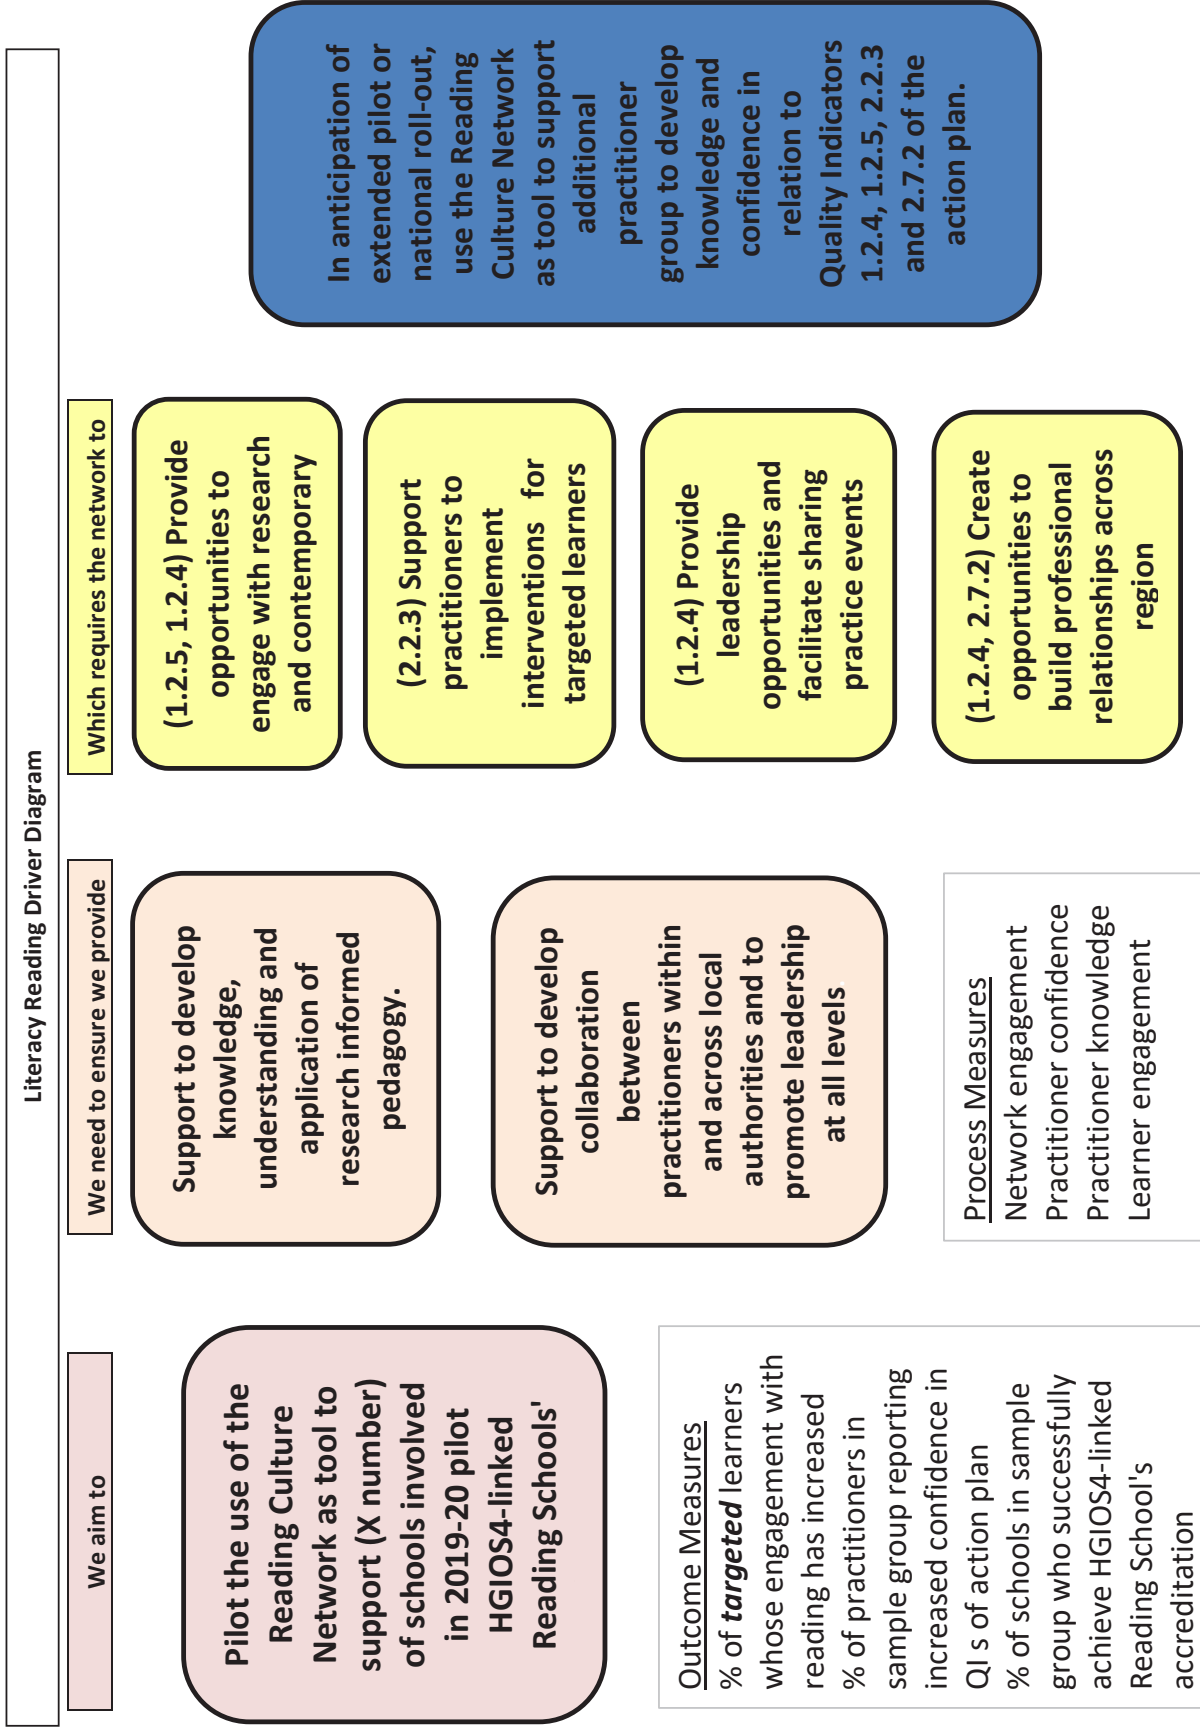 Literacy Reading Driver Diagram
We aim to
Pilot the use of the
Reading Culture
Network as tool to
support (X number)
of schools involved
in 2019-20 pilot
HGIOS4-linked
Reading Schools'
Outcome Measures
% of targeted learners
whose engagement with
reading has increased
% of practitioners in
sample group reporting
increased confidence in
QI s of action plan
% of schools in sample
group who successfully
achieve HGIOS4-linked
Reading School's
accreditation
We need to ensure we provide
Support to develop
knowledge,
understanding and
application of
research informed
pedagogy.
Support to develop
collaboration
between
practitioners within
and across local
authorities and to
promote leadership
at all levels
Process Measures
Network engagement
Practitioner confidence
Practitioner knowledge
Learner engagement
Which requires the network to
(1.2.5, 1.2.4) Provide
opportunities to
engage with research
and contemporary
(2.2.3) Support
practitioners to
implement
interventions for
targeted learners
(1.2.4) Provide
leadership
opportunities and
facilitate sharing
practice events
(1.2.4, 2.7.2) Create
opportunities to
build professional
relationships across
region
In anticipation of
extended pilot or
national roll-out,
use the Reading
Culture Network
as tool to support
additional
practitioner
group to develop
knowledge and
confidence in
relation to
Quality Indicators
1.2.4, 1.2.5, 2.2.3
and 2.7.2 of the
action plan.